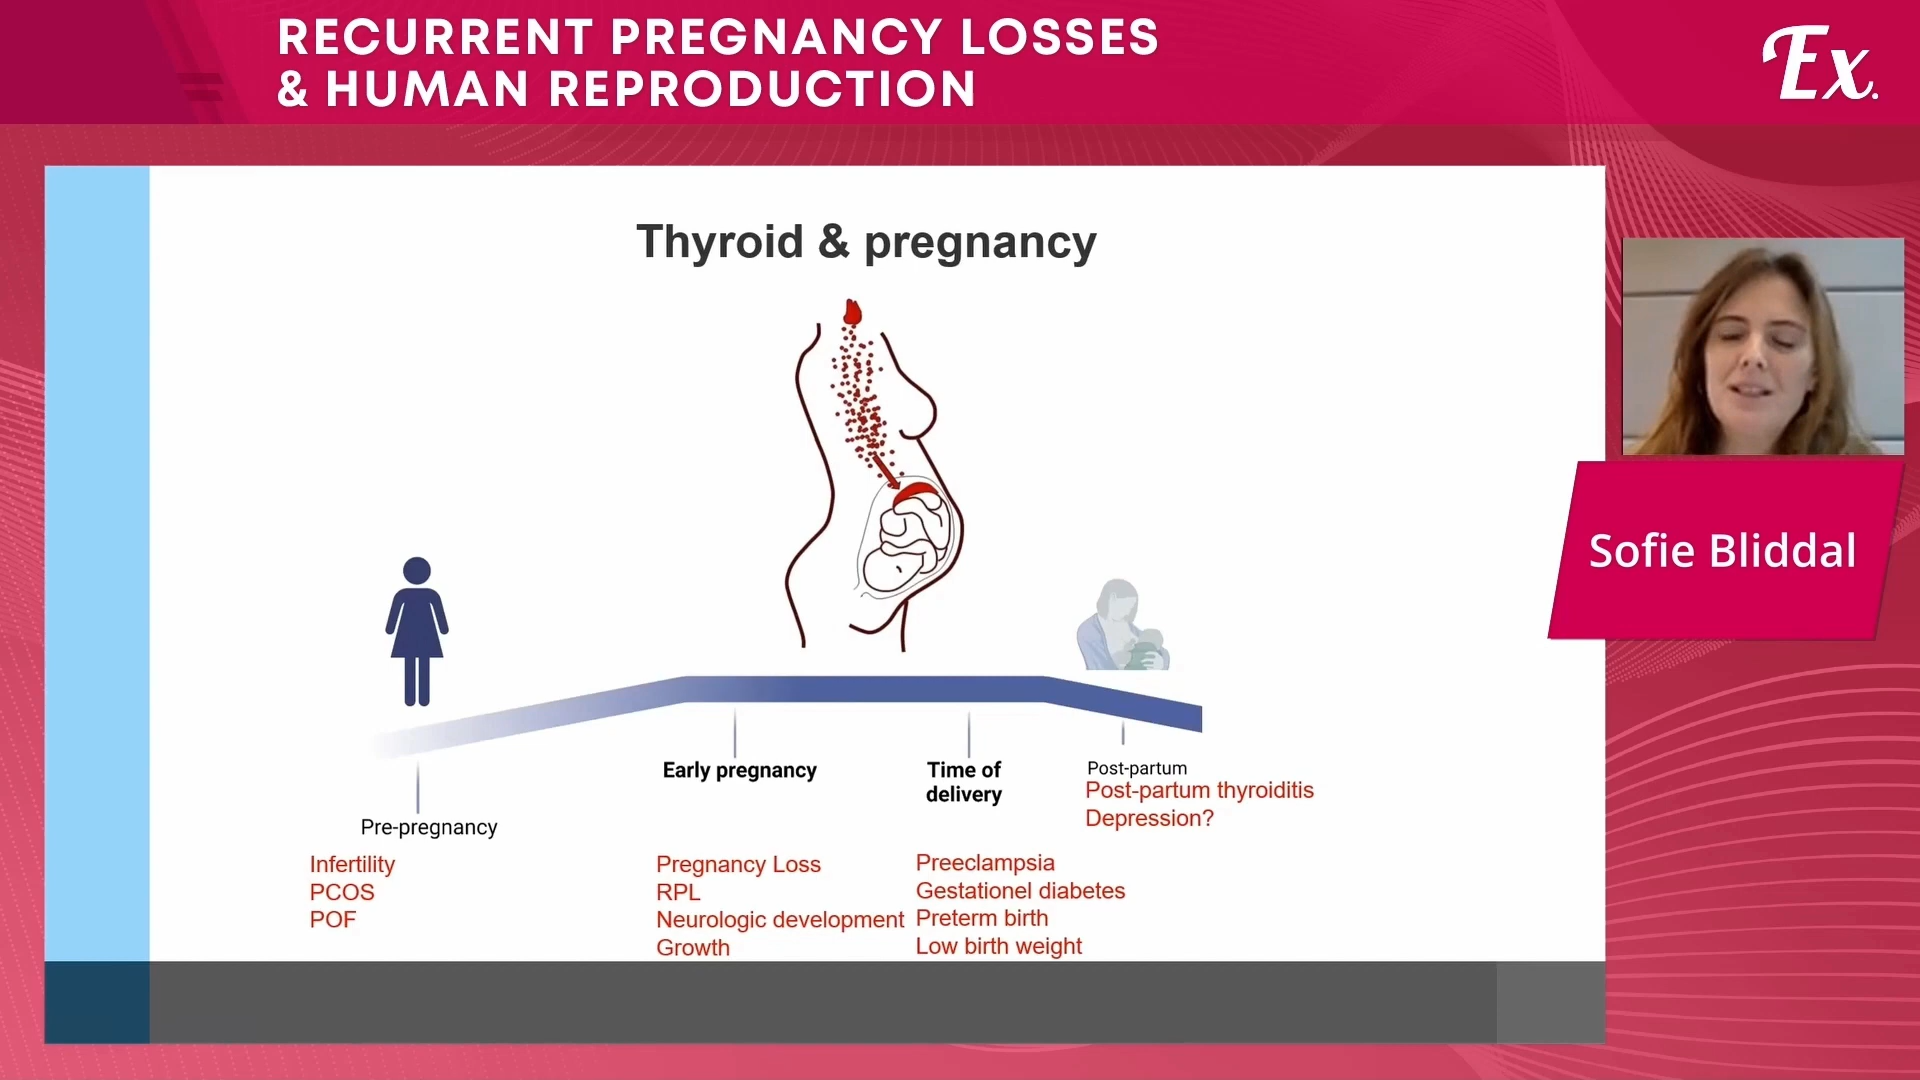 RECURRENT PREGNANCY LOSSES
& HUMAN REPRODUCTION
Ex.
Thyroid & pregnancy
Sofie Bliddal
Pre-pregnancy
Infertility
PCOS
POF
Early pregnancy
Pregnancy Loss
RPL
Neurologic development
Growth
Time of
delivery
Preeclampsia
Gestationel diabetes
Preterm birth
Low birth weight
Post-partum
Post-partum thyroiditis
Depression?